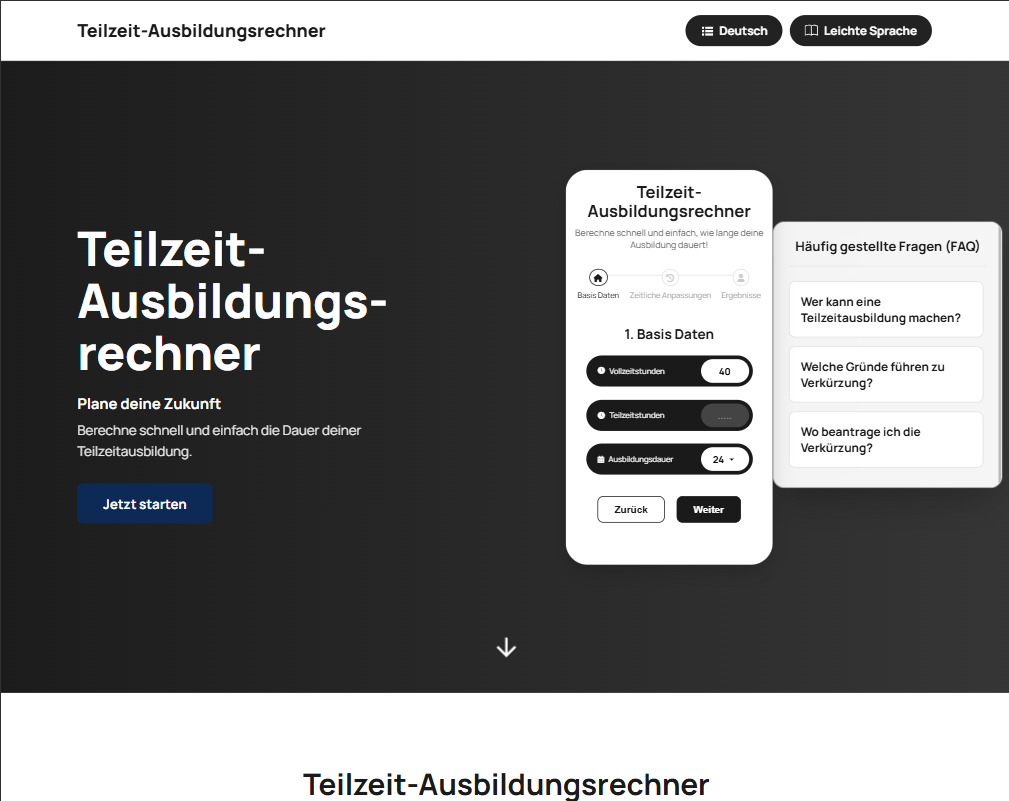 Teilzeit-Ausbildungsrechner
Deutsch
Leichte Sprache
Teilzeit-
Ausbildungs-
rechner
Plane deine Zukunft
Berechne schnell und einfach die Dauer deiner
Teilzeitausbildung.
Jetzt starten
Teilzeit-
Ausbildungsrechner
Berechne schnell und einfach, wie lange deine
Ausbildung dauert!
Basis Daten
Zeitliche Anpassungen
Ergebnisse
1. Basis Daten
Vollzeitstunden 40
Teilzeitstunden .....
Ausbildungsdauer 24
Zurück
Weiter
Häufig gestellte Fragen (FAQ)
Wer kann eine
Teilzeitausbildung machen?
Welche Gründe führen zu
Verkürzung?
Wo beantrage ich die
Verkürzung?
Teilzeit-Ausbildungsrechner